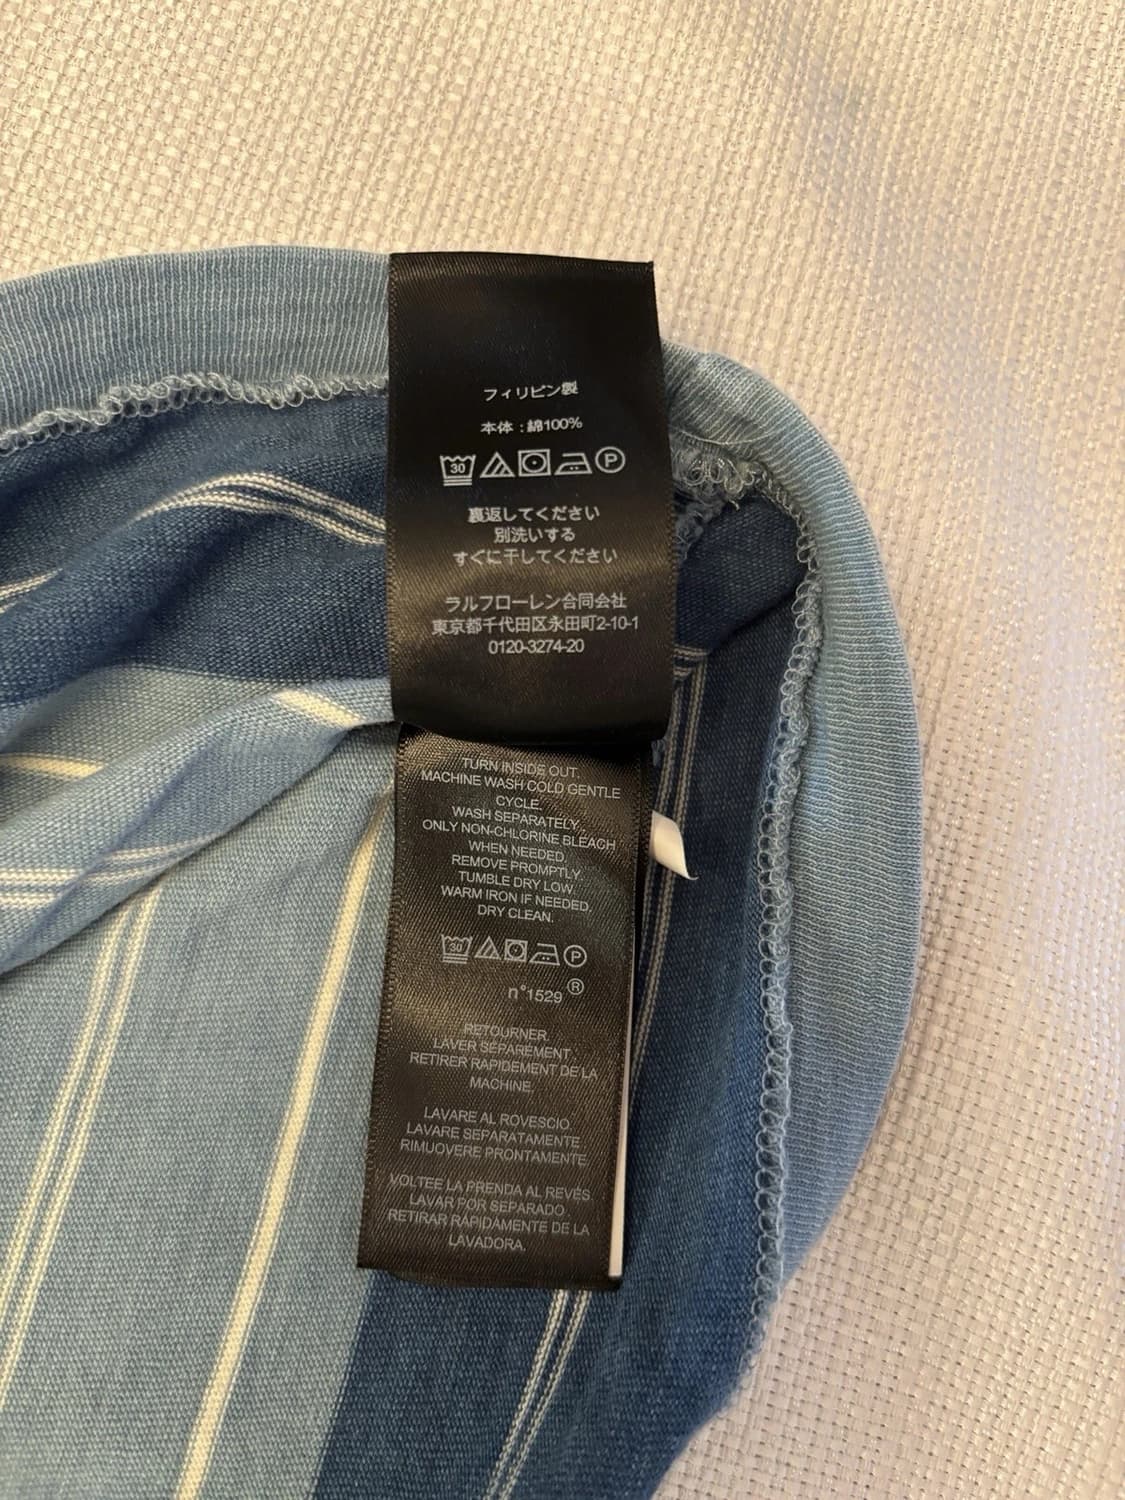 フィリピン製
本体：綿100%
30 P
裏返してください
別洗いする
すぐに干してください
ラルフローレン合同会社
東京都千代田区永田町2-10-1
0120-3274-20
TURN INSIDE OUT.
MACHINE WASH COLD GENTLE
CYCLE.
WASH SEPARATELY.
ONLY NON-CHLORINE BLEACH
WHEN NEEDED.
REMOVE PROMPTLY.
TUMBLE DRY LOW.
WARM IRON IF NEEDED.
DRY CLEAN.
30 P
n°1529®
RETOURNER.
LAVER SÉPARÉMENT.
RETIRER RAPIDEMENT DE LA
MACHINE.
LAVARE AL ROVESCIO.
LAVARE SEPARATAMENTE.
RIMUOVERE PRONTAMENTE.
VOLTEE LA PRENDA AL REVÉS.
LAVAR POR SEPARADO.
RETIRAR RÁPIDAMENTE DE LA
LAVADORA.